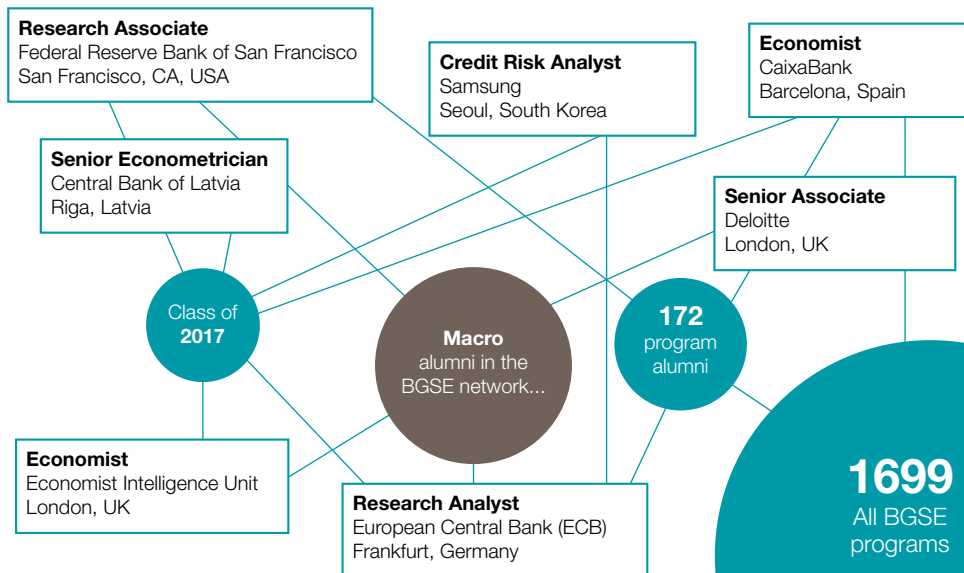 Research Associate
Federal Reserve Bank of San Francisco
San Francisco, CA, USA
Credit Risk Analyst
Samsung
Seoul, South Korea
Economist
CaixaBank
Barcelona, Spain
Senior Econometrician
Central Bank of Latvia
Riga, Latvia
Senior Associate
Deloitte
London, UK
Class of
2017
Macro
alumni in the
BGSE network...
172
program
alumni
Economist
Economist Intelligence Unit
London, UK
Research Analyst
European Central Bank (ECB)
Frankfurt, Germany
1699
All BGSE
programs